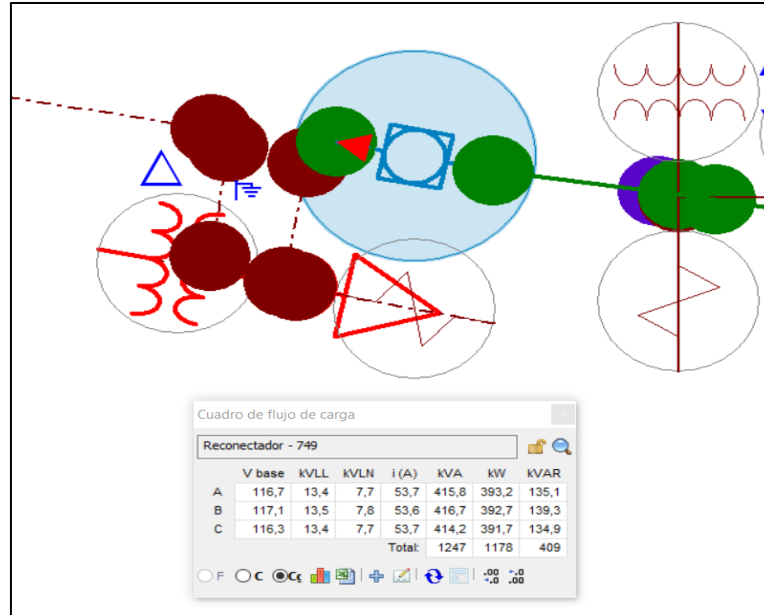 Cuadro de flujo de carga
Reconectador - 749
V base kVLL kVLN i (A) kVA kW kVAR
A 116,7 13,4 7,7 53,7 415,8 393,2 135,1
B 117,1 13,5 7,8 53,6 416,7 392,7 139,3
C 116,3 13,4 7,7 53,7 414,2 391,7 134,9
Total: 1247 1178 409
F C Cç